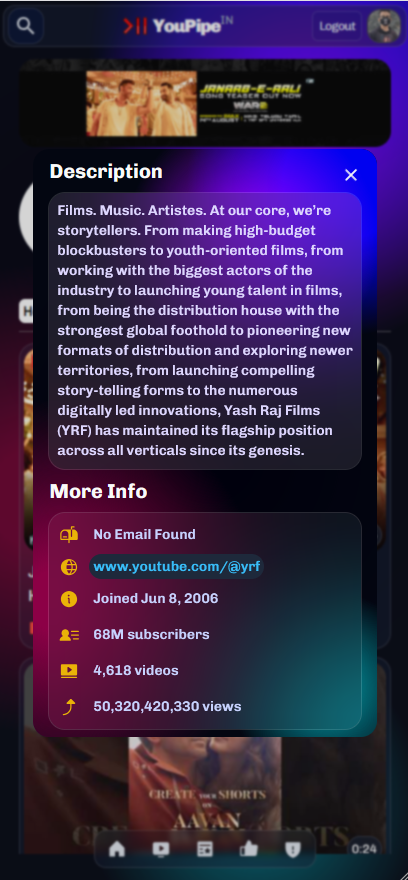 YouPipe IN
Logout
JANAAB-E-AALI
SONG TEASER OUT NOW
WAR2
Description
Films. Music. Artistes. At our core, we’re
storytellers. From making high-budget
blockbusters to youth-oriented films, from
working with the biggest actors of the
industry to launching young talent in films,
from being the distribution house with the
strongest global foothold to pioneering new
formats of distribution and exploring newer
territories, from launching compelling
story-telling forms to the numerous
digitally led innovations, Yash Raj Films
(YRF) has maintained its flagship position
across all verticals since its genesis.
More Info
No Email Found
www.youtube.com/@yrf
Joined Jun 8, 2006
68M subscribers
4,618 videos
50,320,420,330 views
CREATE YOUR SHORTS
ON
AAVAN
0:24